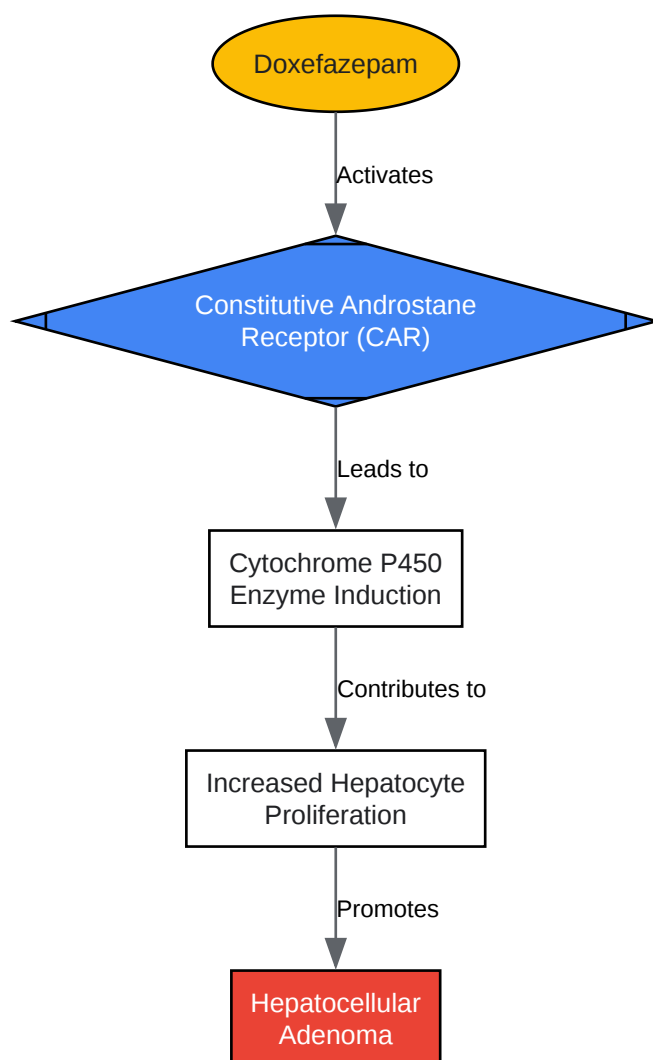 Doxefazepam
Activates
Constitutive Androstane
Receptor (CAR)
Leads to
Cytochrome P450
Enzyme Induction
Contributes to
Increased Hepatocyte
Proliferation
Promotes
Hepatocellular
Adenoma